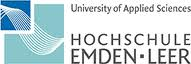 University of Applied Sciences
HOCHSCHULE
EMDEN·LEER